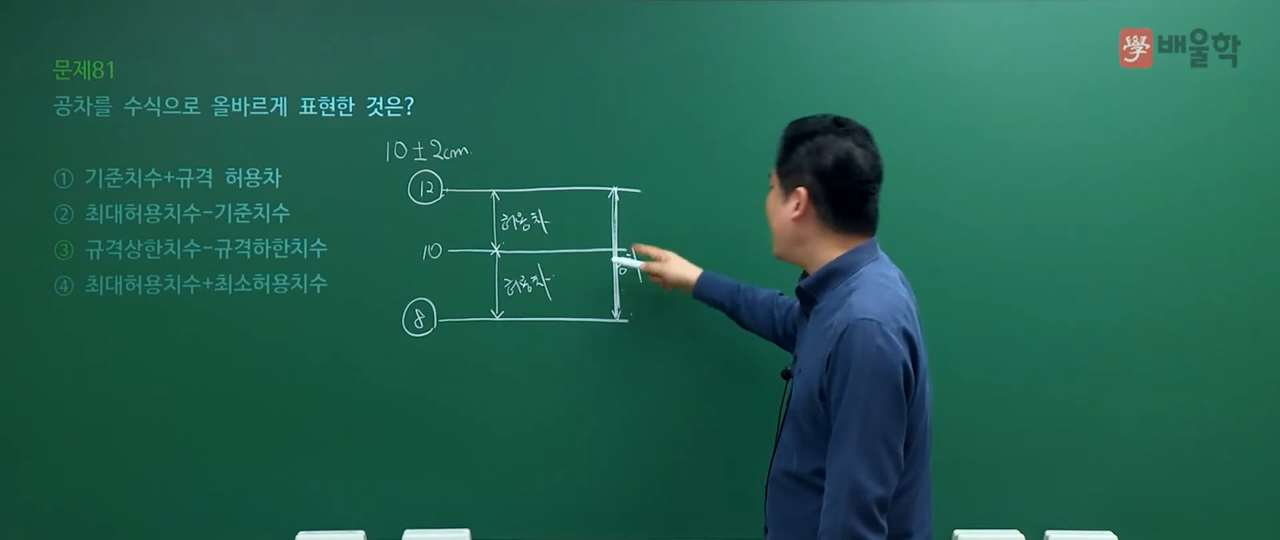 學 배울학
문제81
공차를 수식으로 올바르게 표현한 것은?
① 기준치수+규격 허용차
② 최대허용치수-기준치수
③ 규격상한치수-규격하한치수
④ 최대허용치수+최소허용치수
10±2cm.
12
허용차
10
허용차
8